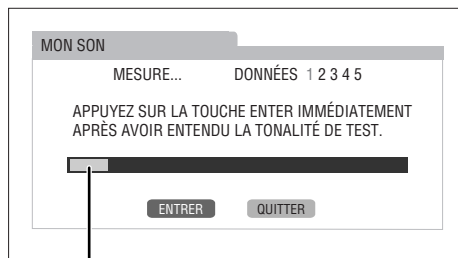 MON SON
MESURE... DONNÉES 1 2 3 4 5
APPUYEZ SUR LA TOUCHE ENTER IMMÉDIATEMENT
APRÈS AVOIR ENTENDU LA TONALITÉ DE TEST.
ENTRER QUITTER